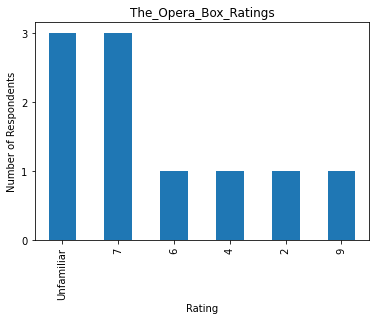 The_Opera_Box_Ratings
Number of Respondents
3
2
1
0
Unfamiliar
7
6
4
2
9
Rating